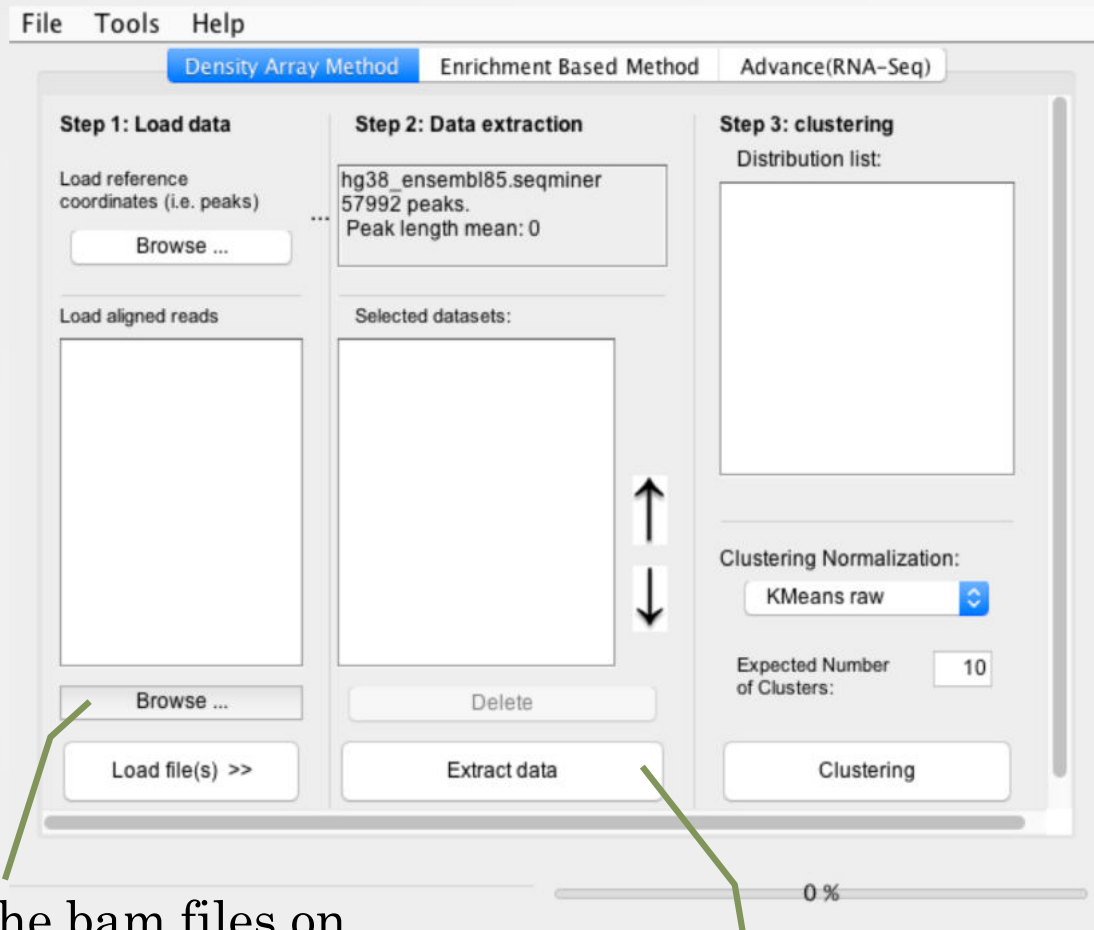 File Tools Help
Density Array Method Enrichment Based Method Advance(RNA-Seq)
Step 1: Load data
Load reference
coordinates (i.e. peaks)
...
Browse ...
Load aligned reads
Browse ...
Load file(s) >>
Step 2: Data extraction
hg38_ensembl85.seqminer
57992 peaks.
Peak length mean: 0
Selected datasets:
Delete
Extract data
Step 3: clustering
Distribution list:
Clustering Normalization:
KMeans raw
Expected Number
of Clusters:
10
Clustering
0 %
bam files on